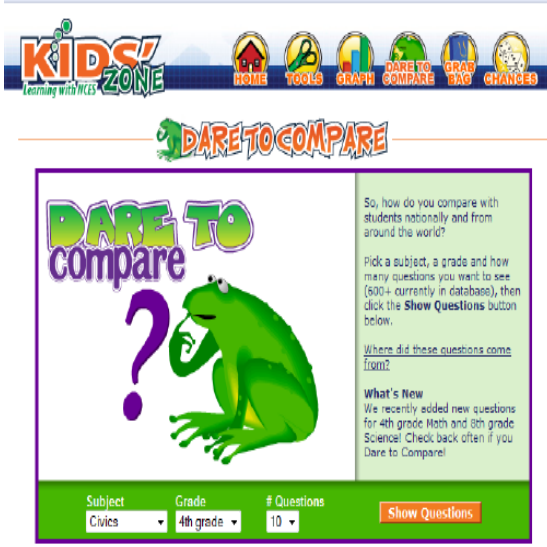 KIDS' ZONE
Learning with NCES
HOME
TOOLS
GRAPH
DARE TO COMPARE
GRAB BAG
CHANCES
DARE TO COMPARE
DARE TO
compare
?
So, how do you compare with
students nationally and from
around the world?
Pick a subject, a grade and how
many questions you want to see
(600+ currently in database), then
click the Show Questions button
below.
Where did these questions come
from?
What's New
We recently added new questions
for 4th grade Math and 8th grade
Science! Check back often if you
Dare to Compare!
Subject Grade # Questions
Civics 4th grade 10
Show Questions